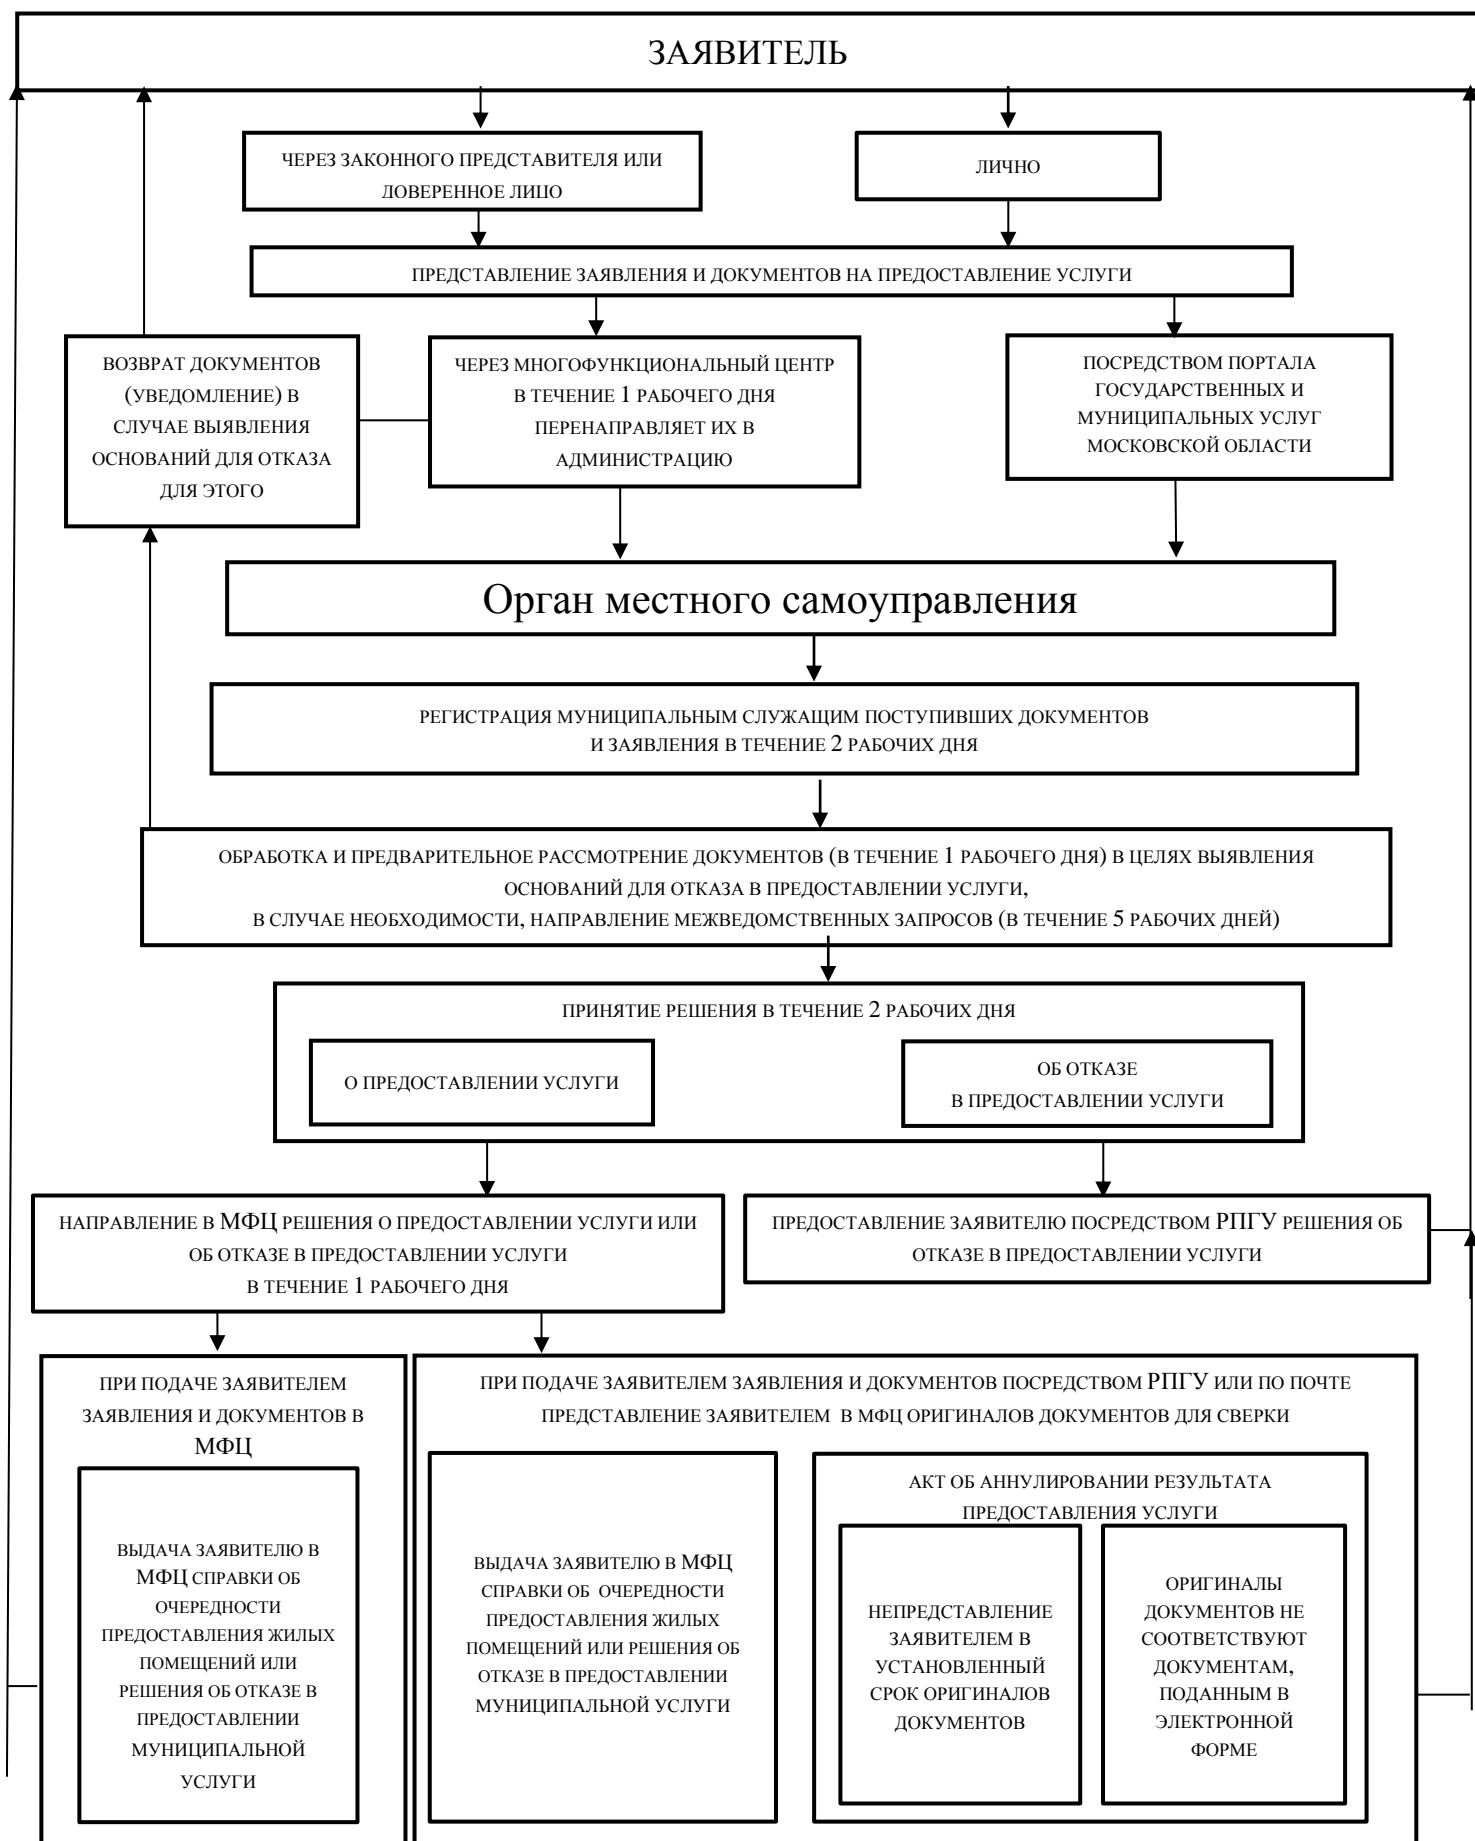 ЗАЯВИТЕЛЬ
ЧЕРЕЗ ЗАКОННОГО ПРЕДСТАВИТЕЛЯ ИЛИ
ДОВЕРЕННОЕ ЛИЦО
ЛИЧНО
ПРЕДСТАВЛЕНИЕ ЗАЯВЛЕНИЯ И ДОКУМЕНТОВ НА ПРЕДОСТАВЛЕНИЕ УСЛУГИ
ВОЗВРАТ ДОКУМЕНТОВ
(УВЕДОМЛЕНИЕ) В
СЛУЧАЕ ВЫЯВЛЕНИЯ
ОСНОВАНИЙ ДЛЯ ОТКАЗА
ДЛЯ ЭТОГО
ЧЕРЕЗ МНОГОФУНКЦИОНАЛЬНЫЙ ЦЕНТР
В ТЕЧЕНИЕ 1 РАБОЧЕГО ДНЯ
ПЕРЕНАПРАВЛЯЕТ ИХ В
АДМИНИСТРАЦИЮ
ПОСРЕДСТВОМ ПОРТАЛА
ГОСУДАРСТВЕННЫХ И
МУНИЦИПАЛЬНЫХ УСЛУГ
МОСКОВСКОЙ ОБЛАСТИ
Орган местного самоуправления
РЕГИСТРАЦИЯ МУНИЦИПАЛЬНЫМ СЛУЖАЩИМ ПОСТУПИВШИХ ДОКУМЕНТОВ
И ЗАЯВЛЕНИЯ В ТЕЧЕНИЕ 2 РАБОЧИХ ДНЯ
ОБРАБОТКА И ПРЕДВАРИТЕЛЬНОЕ РАССМОТРЕНИЕ ДОКУМЕНТОВ (В ТЕЧЕНИЕ 1 РАБОЧЕГО ДНЯ) В ЦЕЛЯХ ВЫЯВЛЕНИЯ
ОСНОВАНИЙ ДЛЯ ОТКАЗА В ПРЕДОСТАВЛЕНИИ УСЛУГИ,
В СЛУЧАЕ НЕОБХОДИМОСТИ, НАПРАВЛЕНИЕ МЕЖВЕДОМСТВЕННЫХ ЗАПРОСОВ (В ТЕЧЕНИЕ 5 РАБОЧИХ ДНЕЙ)
ПРИНЯТИЕ РЕШЕНИЯ В ТЕЧЕНИЕ 2 РАБОЧИХ ДНЯ
О ПРЕДОСТАВЛЕНИИ УСЛУГИ
ОБ ОТКАЗЕ
В ПРЕДОСТАВЛЕНИИ УСЛУГИ
НАПРАВЛЕНИЕ В МФЦ РЕШЕНИЯ О ПРЕДОСТАВЛЕНИИ УСЛУГИ ИЛИ
ОБ ОТКАЗЕ В ПРЕДОСТАВЛЕНИИ УСЛУГИ
В ТЕЧЕНИЕ 1 РАБОЧЕГО ДНЯ
ПРЕДОСТАВЛЕНИЕ ЗАЯВИТЕЛЮ ПОСРЕДСТВОМ РПГУ РЕШЕНИЯ ОБ
ОТКАЗЕ В ПРЕДОСТАВЛЕНИИ УСЛУГИ
ПРИ ПОДАЧЕ ЗАЯВИТЕЛЕМ
ЗАЯВЛЕНИЯ И ДОКУМЕНТОВ В
МФЦ
ВЫДАЧА ЗАЯВИТЕЛЮ В
МФЦ СПРАВКИ ОБ
ОЧЕРЕДНОСТИ
ПРЕДОСТАВЛЕНИЯ ЖИЛЫХ
ПОМЕЩЕНИЙ ИЛИ
РЕШЕНИЯ ОБ ОТКАЗЕ В
ПРЕДОСТАВЛЕНИИ
МУНИЦИПАЛЬНОЙ
УСЛУГИ
ПРИ ПОДАЧЕ ЗАЯВИТЕЛЕМ ЗАЯВЛЕНИЯ И ДОКУМЕНТОВ ПОСРЕДСТВОМ РПГУ ИЛИ ПО ПОЧТЕ
ПРЕДСТАВЛЕНИЕ ЗАЯВИТЕЛЕМ В МФЦ ОРИГИНАЛОВ ДОКУМЕНТОВ ДЛЯ СВЕРКИ
ВЫДАЧА ЗАЯВИТЕЛЮ В МФЦ
СПРАВКИ ОБ ОЧЕРЕДНОСТИ
ПРЕДОСТАВЛЕНИЯ ЖИЛЫХ
ПОМЕЩЕНИЙ ИЛИ РЕШЕНИЯ ОБ
ОТКАЗЕ В ПРЕДОСТАВЛЕНИИ
МУНИЦИПАЛЬНОЙ УСЛУГИ
АКТ ОБ АННУЛИРОВАНИИ РЕЗУЛЬТАТА
ПРЕДОСТАВЛЕНИЯ УСЛУГИ
НЕПРЕДСТАВЛЕНИЕ
ЗАЯВИТЕЛЕМ В
УСТАНОВЛЕННЫЙ
СРОК ОРИГИНАЛОВ
ДОКУМЕНТОВ
ОРИГИНАЛЫ
ДОКУМЕНТОВ НЕ
СООТВЕТСТВУЮТ
ДОКУМЕНТАМ,
ПОДАННЫМ В
ЭЛЕКТРОННОЙ
ФОРМЕ